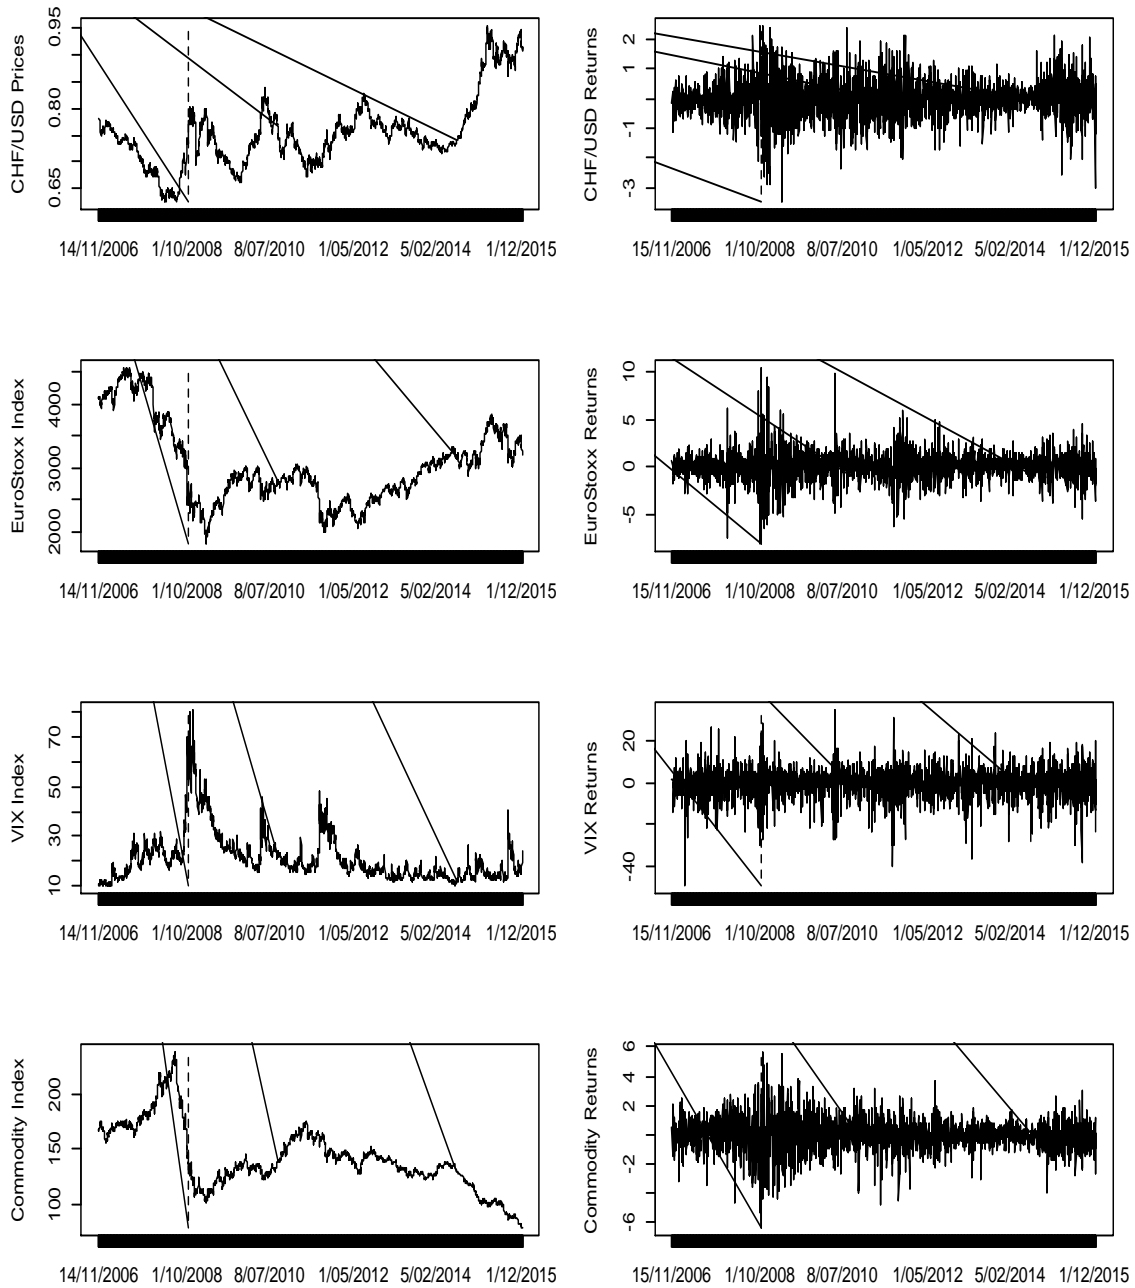 CHF/USD Prices
0.65 0.80 0.95
14/11/2006 1/10/2008 8/07/2010 1/05/2012 5/02/2014 1/12/2015
CHF/USD Returns
-3 -1 1 2
15/11/2006 1/10/2008 8/07/2010 1/05/2012 5/02/2014 1/12/2015
EuroStoxx Index
2000 3000 4000
14/11/2006 1/10/2008 8/07/2010 1/05/2012 5/02/2014 1/12/2015
EuroStoxx Returns
-5 0 5 10
15/11/2006 1/10/2008 8/07/2010 1/05/2012 5/02/2014 1/12/2015
VIX Index
10 30 50 70
14/11/2006 1/10/2008 8/07/2010 1/05/2012 5/02/2014 1/12/2015
VIX Returns
-40 0 20
15/11/2006 1/10/2008 8/07/2010 1/05/2012 5/02/2014 1/12/2015
Commodity Index
100 150 200
14/11/2006 1/10/2008 8/07/2010 1/05/2012 5/02/2014 1/12/2015
Commodity Returns
-6 -2 2 4 6
15/11/2006 1/10/2008 8/07/2010 1/05/2012 5/02/2014 1/12/2015